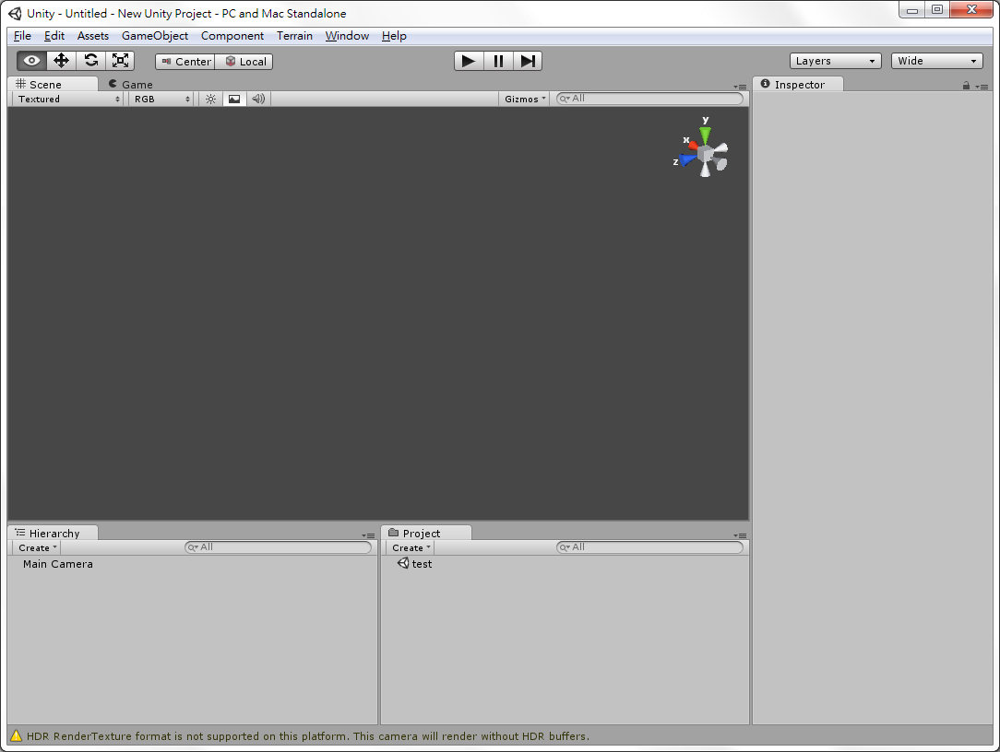 Unity - Untitled - New Unity Project - PC and Mac Standalone
File Edit Assets GameObject Component Terrain Window Help
Center Local Layers Wide
Scene Game Inspector
Textured RGB Gizmos All
y
x
z
Hierarchy Project
Create All Create All
Main Camera test
HDR RenderTexture format is not supported on this platform. This camera will render without HDR buffers.